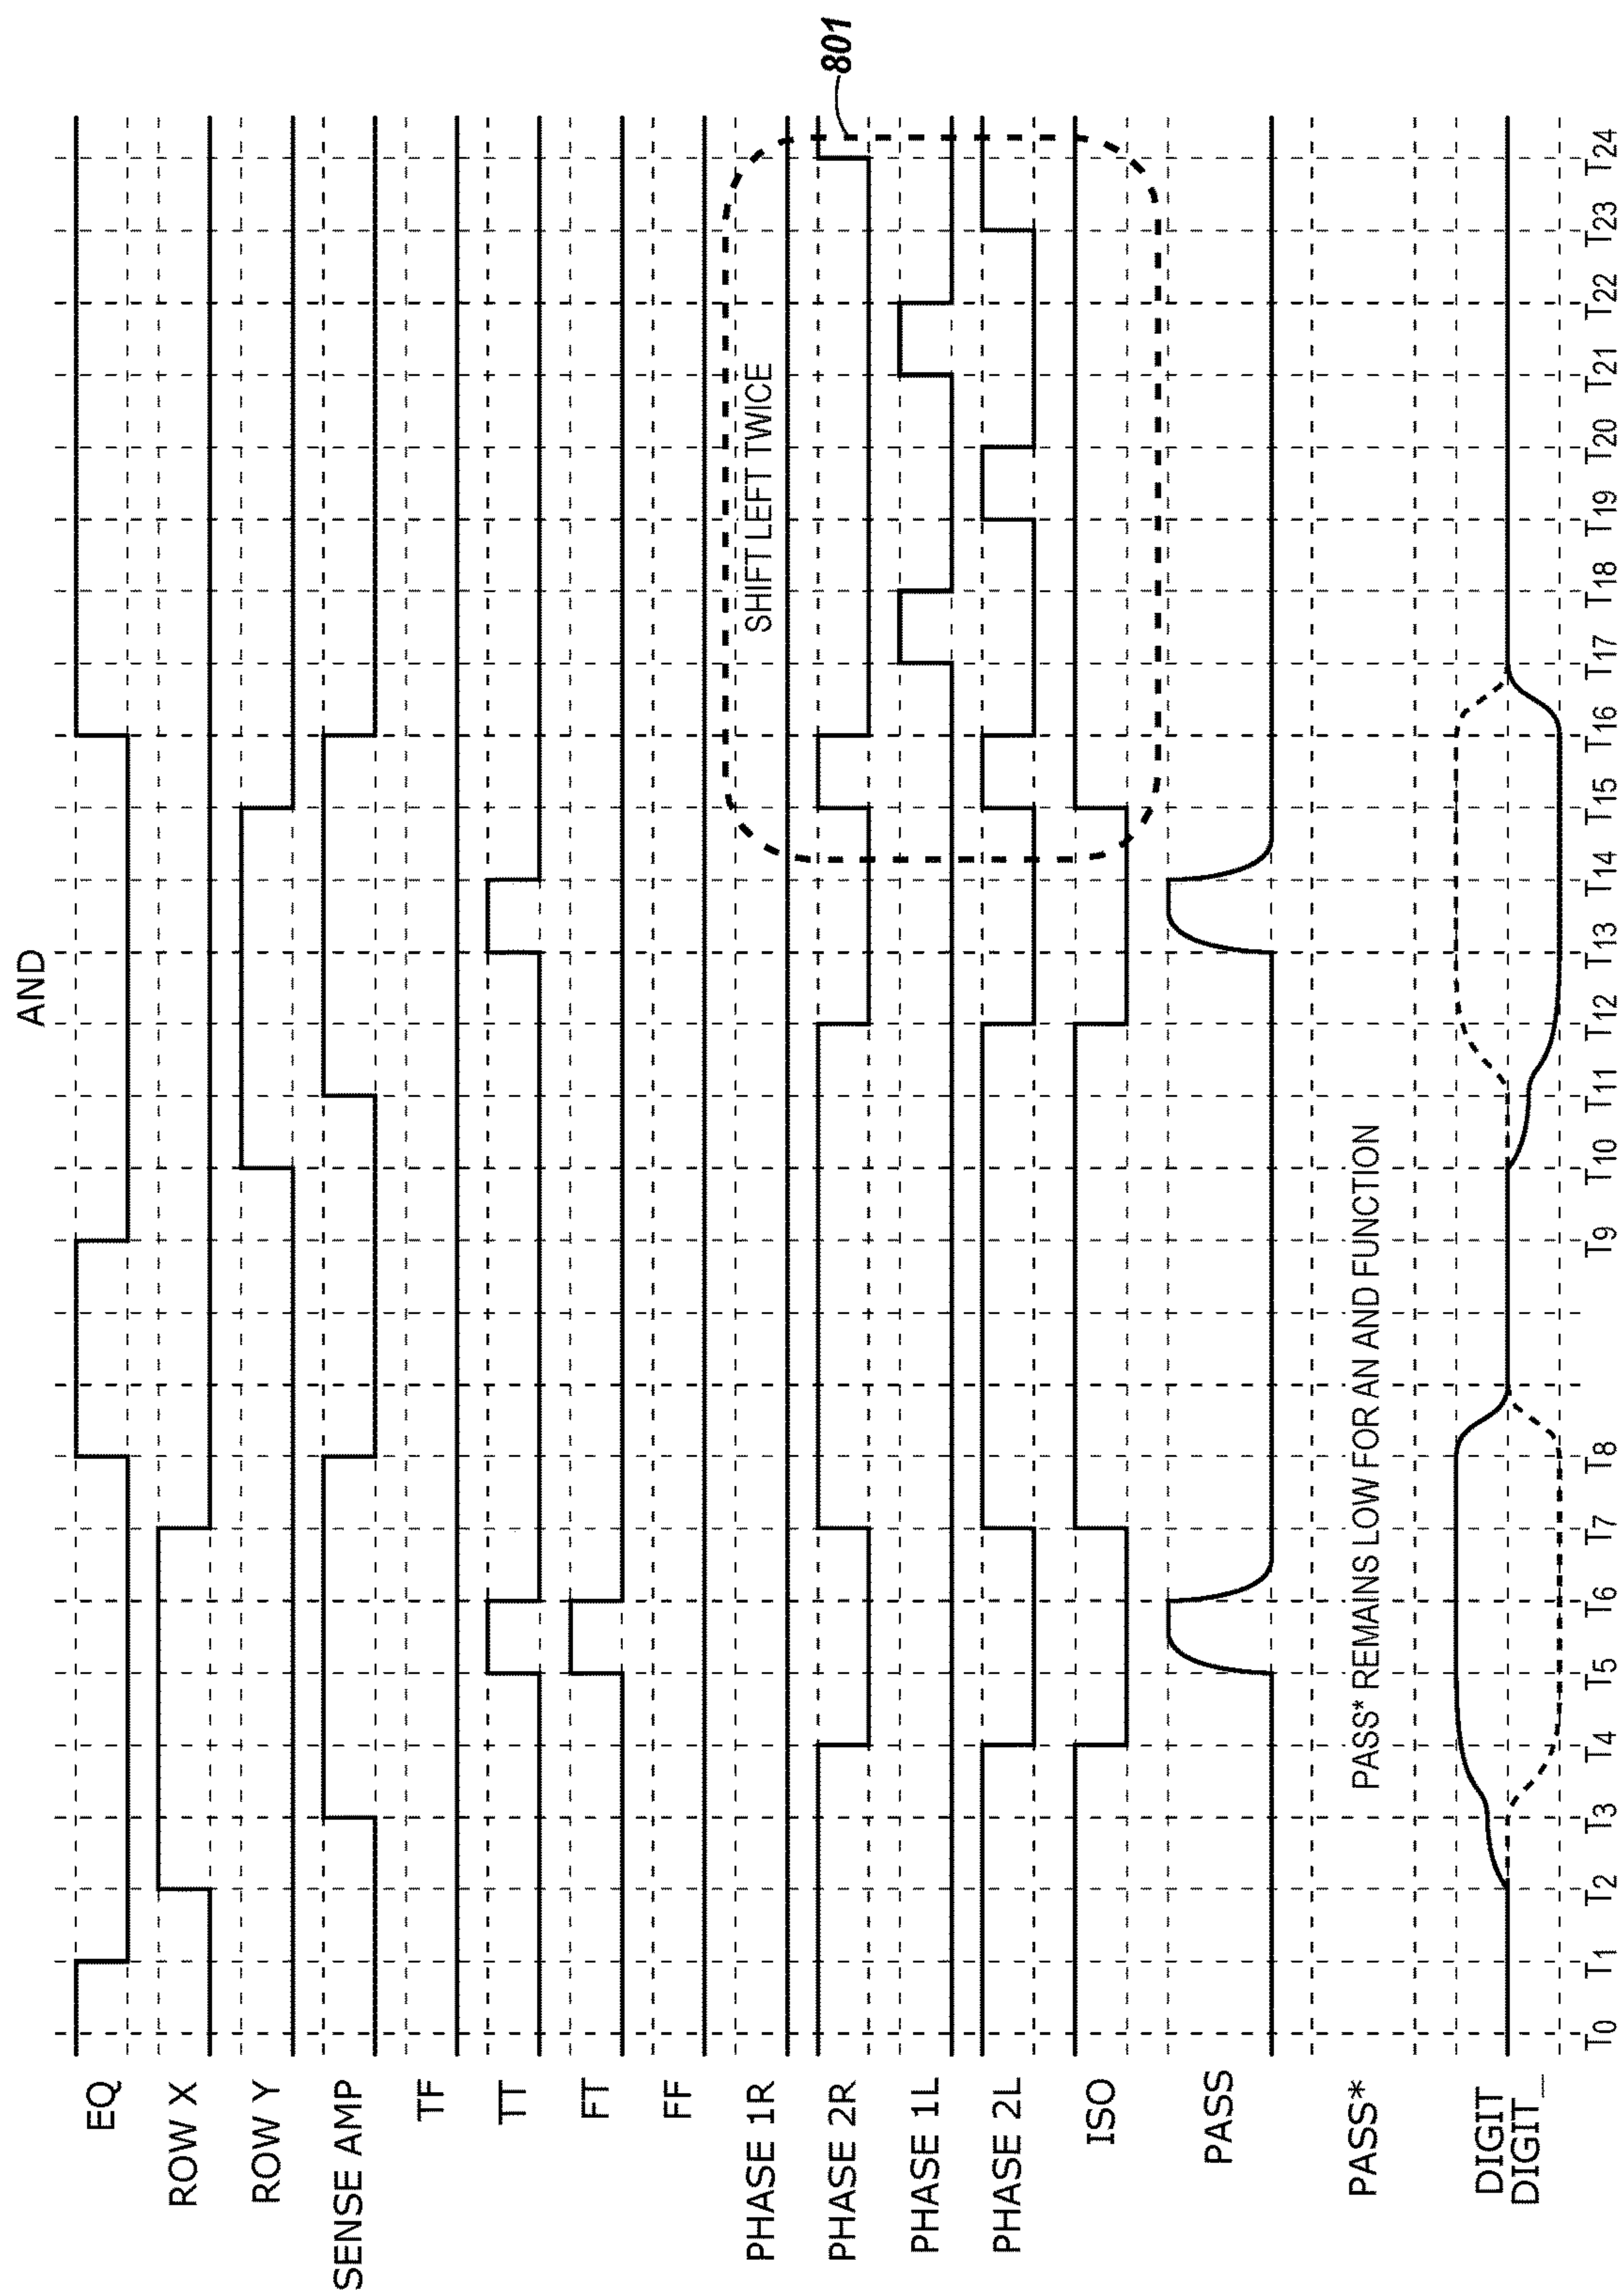 AND
EQ
ROW X
ROW Y
SENSE AMP
TF
TT
FT
FF
PHASE 1R
PHASE 2R
PHASE 1L
PHASE 2L
ISO
PASS
PASS*
DIGIT
DIGIT_
SHIFT LEFT TWICE
801
PASS* REMAINS LOW FOR AN AND FUNCTION
T0 T1 T2 T3 T4 T5 T6 T7 T8 T9 T10 T11 T12 T13 T14 T15 T16 T17 T18 T19 T20 T21 T22 T23 T24